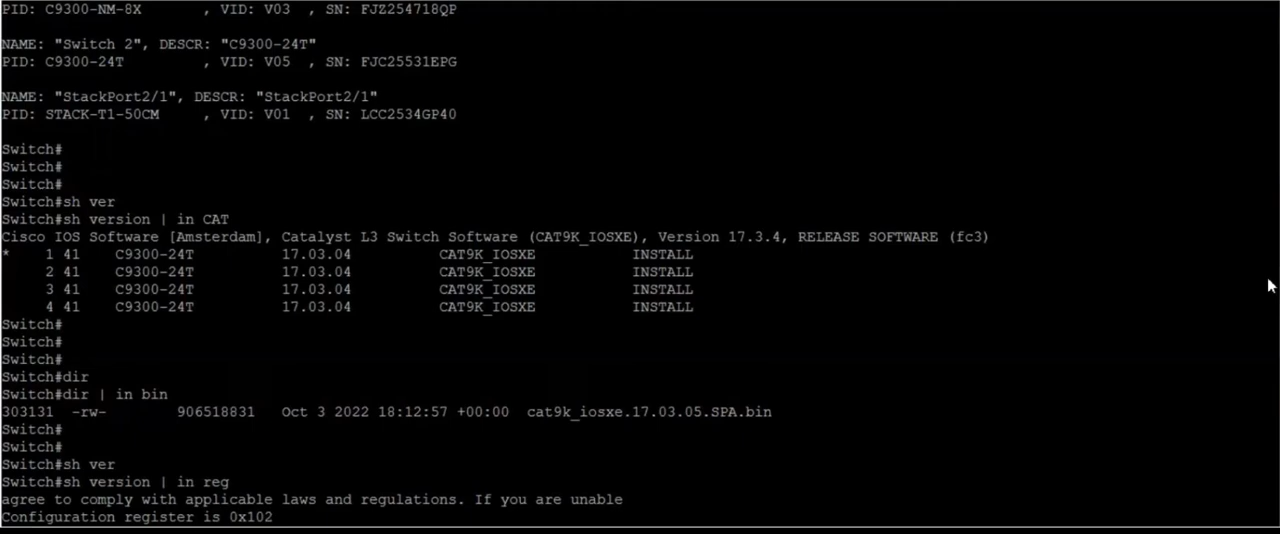 PID: C9300-NM-8X     , VID: V03  , SN: FJZ254718QP
NAME: "Switch 2", DESCR: "C9300-24T"
PID: C9300-24T         , VID: V05  , SN: FJC25531EPG
NAME: "StackPort2/1", DESCR: "StackPort2/1"
PID: STACK-T1-50CM     , VID: V01  , SN: LCC2534GP40
Switch#
Switch#
Switch#
Switch#sh ver
Switch#sh version | in CAT
Cisco IOS Software [Amsterdam], Catalyst L3 Switch Software (CAT9K_IOSXE), Version 17.3.4, RELEASE SOFTWARE (fc3)
*    1 41    C9300-24T          17.03.04          CAT9K_IOSXE           INSTALL
     2 41    C9300-24T          17.03.04          CAT9K_IOSXE           INSTALL
     3 41    C9300-24T          17.03.04          CAT9K_IOSXE           INSTALL
     4 41    C9300-24T          17.03.04          CAT9K_IOSXE           INSTALL
Switch#
Switch#
Switch#
Switch#dir
Switch#dir | in bin
303131  -rw-        906518831   Oct 3 2022 18:12:57 +00:00  cat9k_iosxe.17.03.05.SPA.bin
Switch#
Switch#
Switch#sh ver
Switch#sh version | in reg
agree to comply with applicable laws and regulations. If you are unable
Configuration register is 0x102